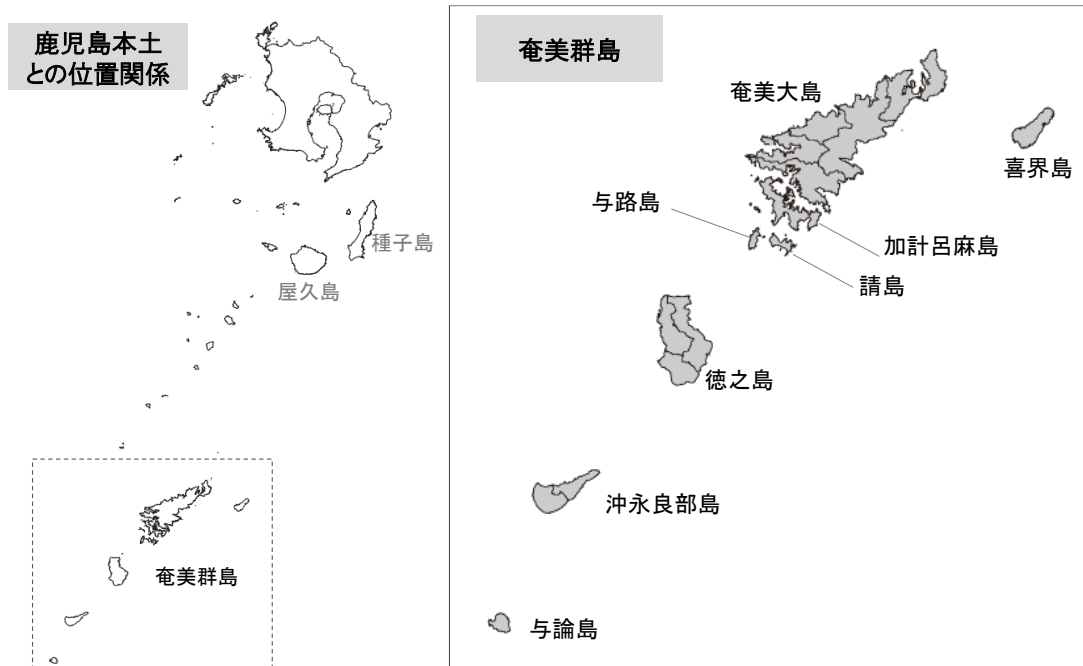 鹿児島本土
との位置関係
種子島
屋久島
奄美群島
奄美群島
奄美大島
喜界島
与路島
加計呂麻島
請島
徳之島
沖永良部島
与論島